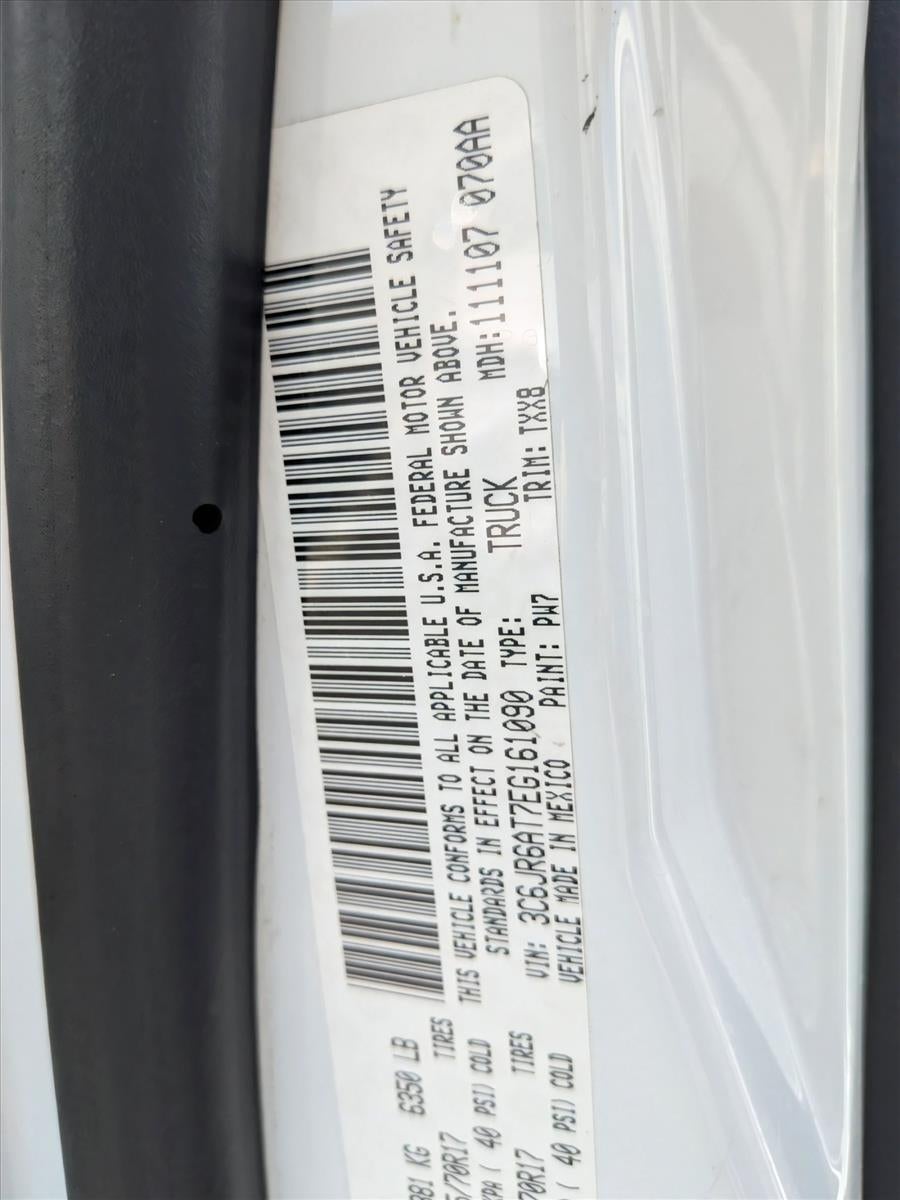 6350 LB
TIRES
/70R17
( 40 PSI) COLD
TIRES
70R17
( 40 PSI) COLD
THIS VEHICLE CONFORMS TO ALL APPLICABLE U.S.A. FEDERAL MOTOR VEHICLE SAFETY
STANDARDS IN EFFECT ON THE DATE OF MANUFACTURE SHOWN ABOVE.
MDH:111107 070AA
VIN: 3C6JR6AT7EG161090 TYPE: TRUCK
VEHICLE MADE IN MEXICO PAINT: PW7 TRIM: TXX8